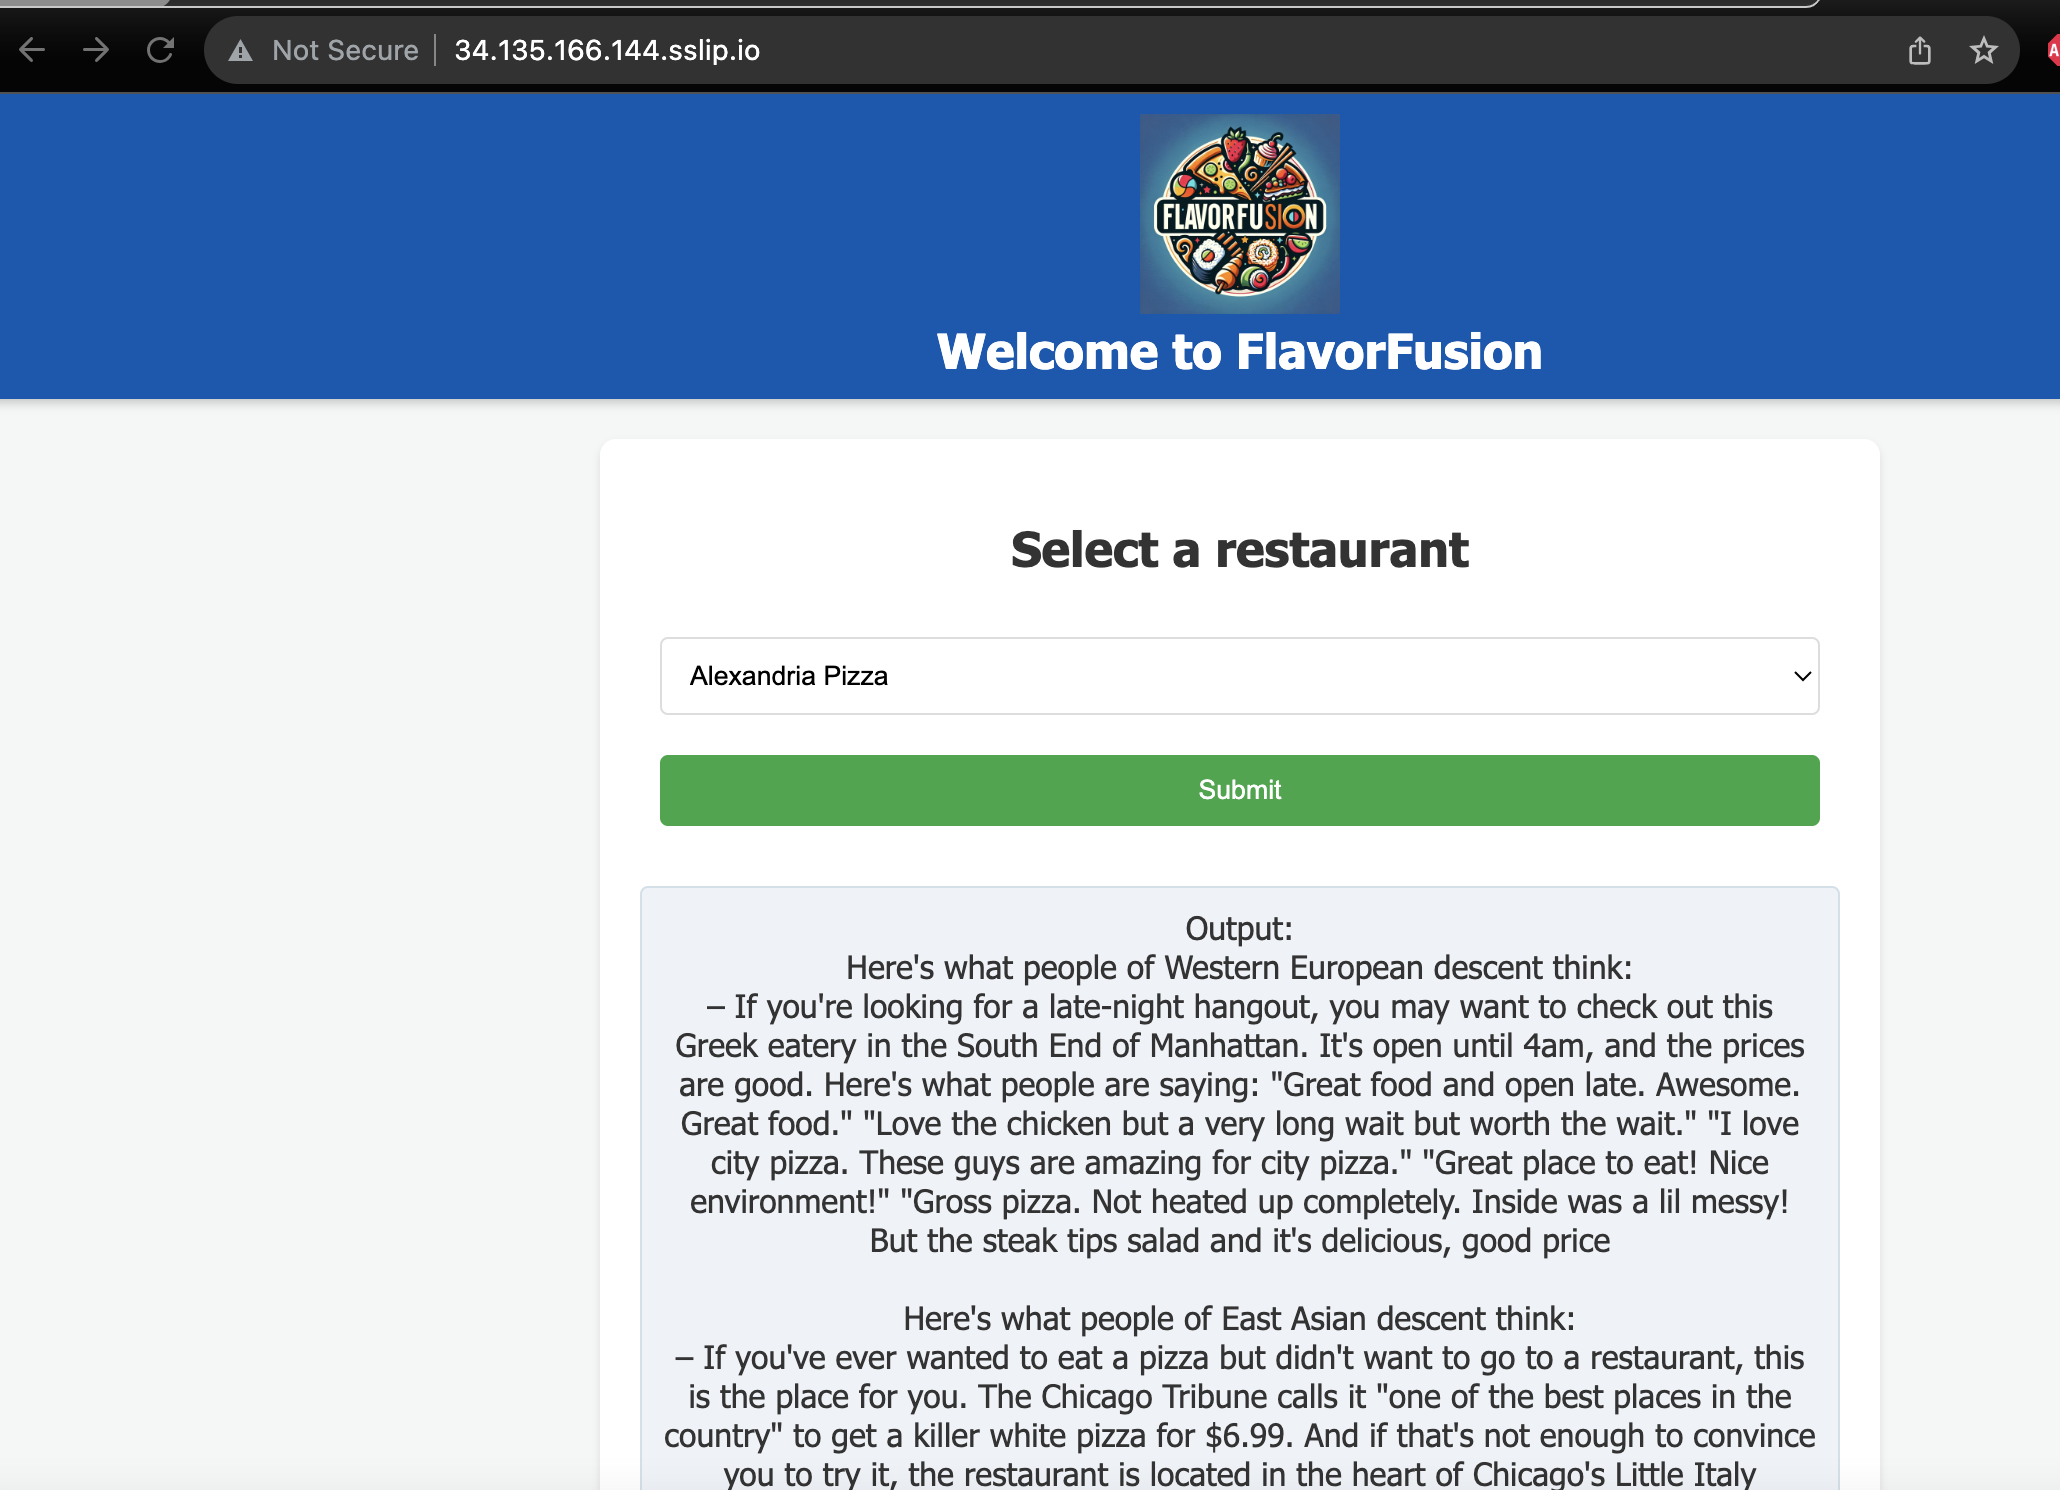 Not Secure
34.135.166.144.sslip.io
FLAVORFUSION
Welcome to FlavorFusion
Select a restaurant
Alexandria Pizza
Submit
Output:
Here's what people of Western European descent think:
– If you're looking for a late-night hangout, you may want to check out this
Greek eatery in the South End of Manhattan. It's open until 4am, and the prices
are good. Here's what people are saying: "Great food and open late. Awesome.
Great food." "Love the chicken but a very long wait but worth the wait." "I love
city pizza. These guys are amazing for city pizza." "Great place to eat! Nice
environment!" "Gross pizza. Not heated up completely. Inside was a lil messy!
But the steak tips salad and it's delicious, good price
Here's what people of East Asian descent think:
– If you've ever wanted to eat a pizza but didn't want to go to a restaurant, this
is the place for you. The Chicago Tribune calls it "one of the best places in the
country" to get a killer white pizza for $6.99. And if that's not enough to convince
you to try it, the restaurant is located in the heart of Chicago's Little Italy